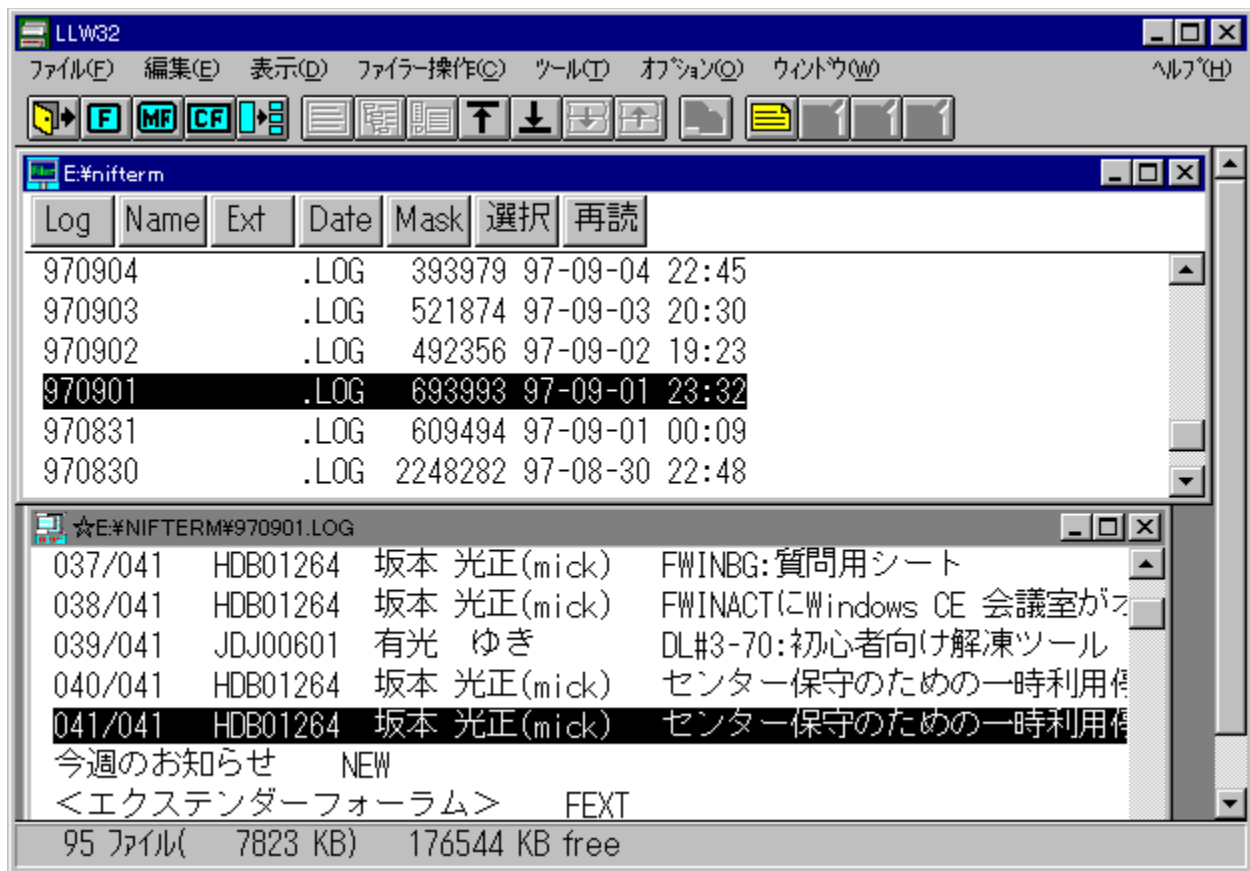 LLW32
ﾌｧｲﾙ(F) 編集(E) 表示(D) ﾌｧｲﾗｰ操作(C) ﾂｰﾙ(T) ｵﾌﾟｼｮﾝ(O) ｳｨﾝﾄﾞｳ(W) ﾍﾙﾌﾟ(H)
F MF CF
E:¥nifterm
Log Name Ext Date Mask 選択 再読
970904 .LOG 393979 97-09-04 22:45
970903 .LOG 521874 97-09-03 20:30
970902 .LOG 492356 97-09-02 19:23
970901 .LOG 693993 97-09-01 23:32
970831 .LOG 609494 97-09-01 00:09
970830 .LOG 2248282 97-08-30 22:48
☆E:¥NIFTERM¥970901.LOG
037/041 HDB01264 坂本 光正(mick) FWINBG:質問用シート
038/041 HDB01264 坂本 光正(mick) FWINACTにWindows CE 会議室が
039/041 JDJ00601 有光 ゆき DL#3-70:初心者向け解凍ツール
040/041 HDB01264 坂本 光正(mick) センター保守のための一時利用
041/041 HDB01264 坂本 光正(mick) センター保守のための一時利用
今週のお知らせ NEW
＜エクステンダーフォーラム＞ FEXT
95 ﾌｧｲﾙ( 7823 KB) 176544 KB free